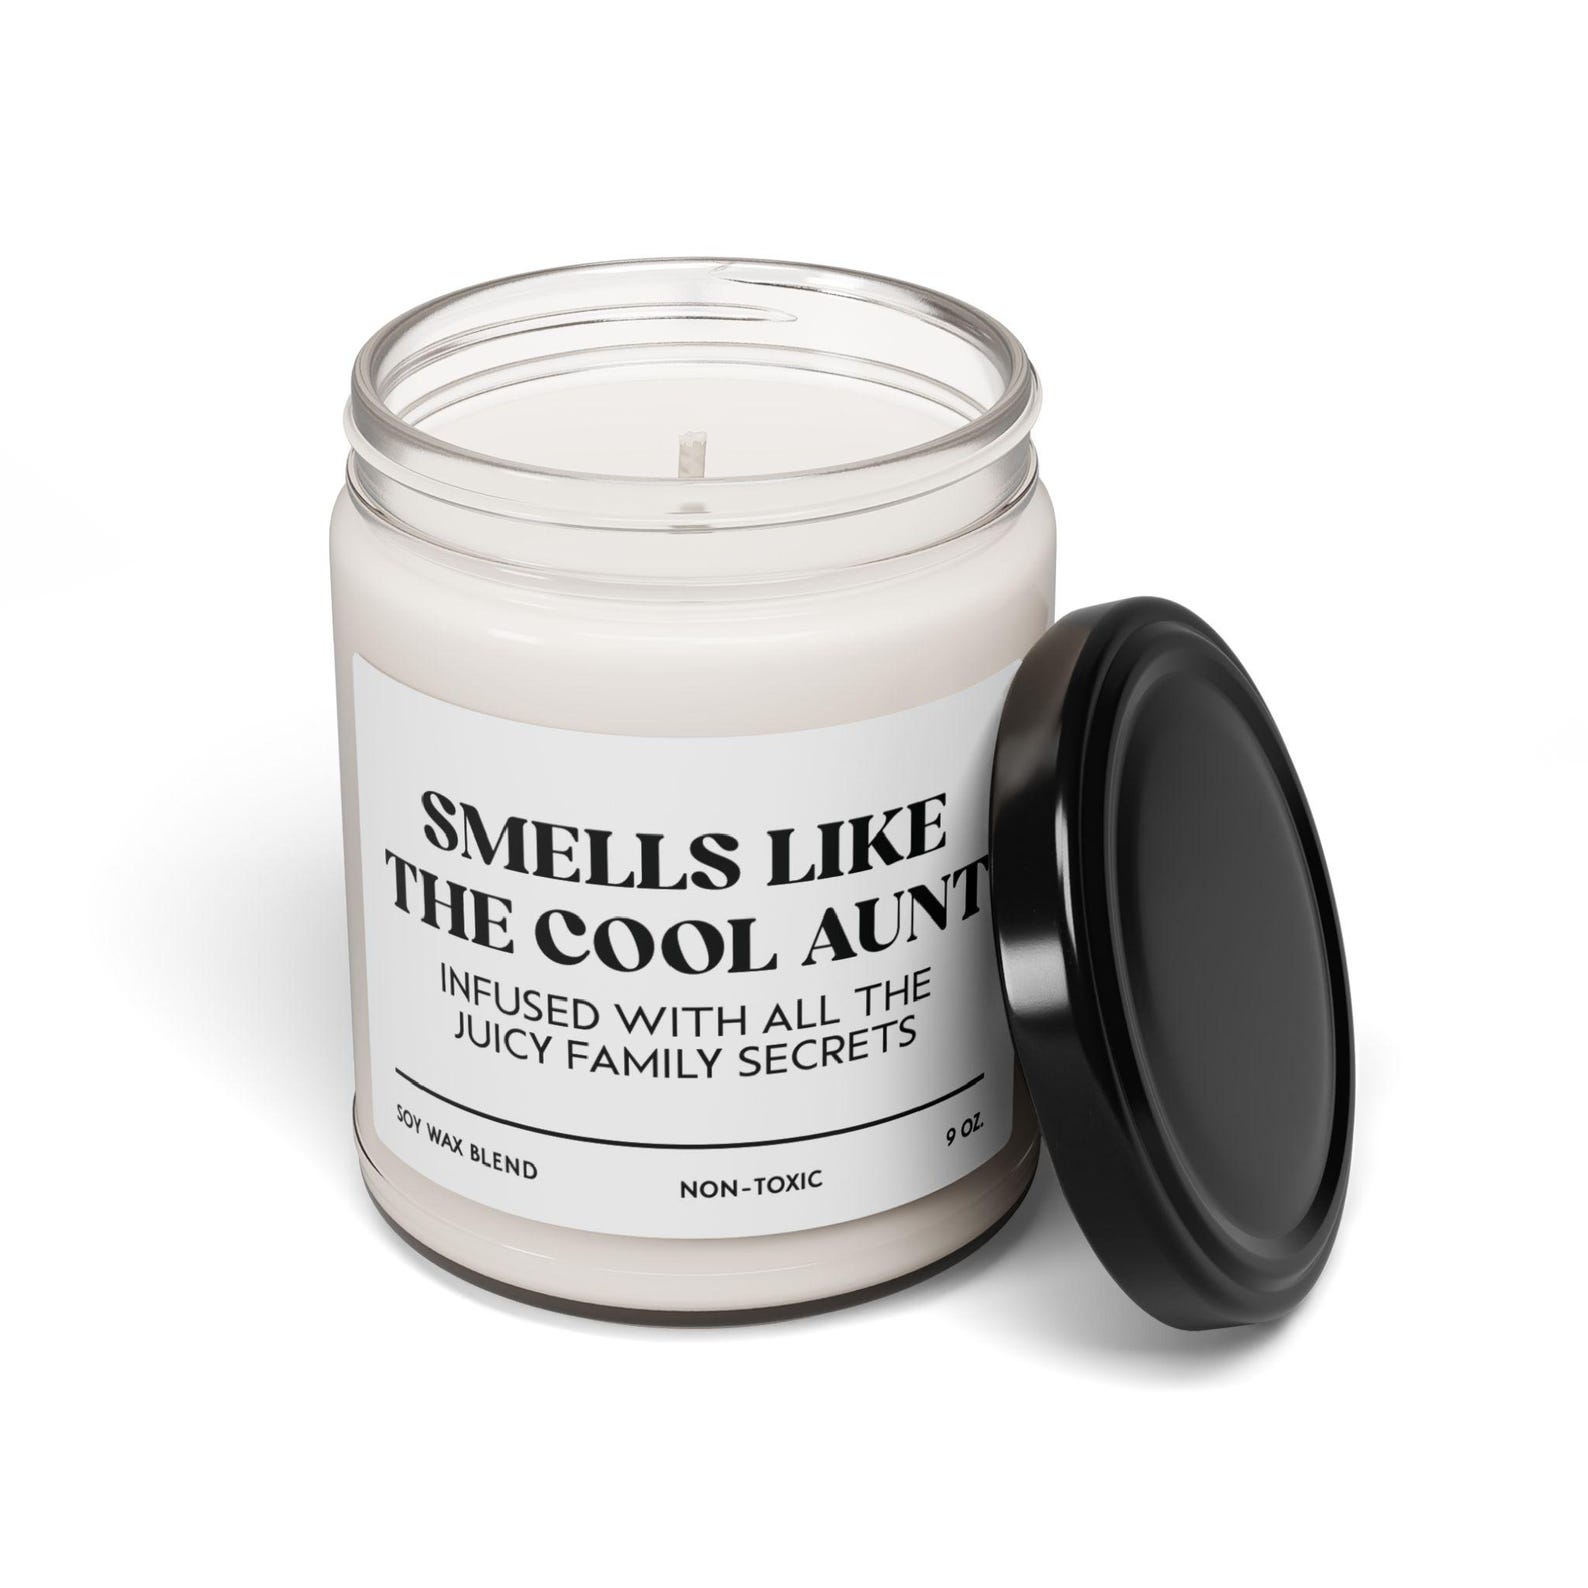 SMELLS LIKE
THE COOL AUNT
INFUSED WITH ALL THE
JUICY FAMILY SECRETS
SOY WAX BLEND
NON-TOXIC
9 OZ.